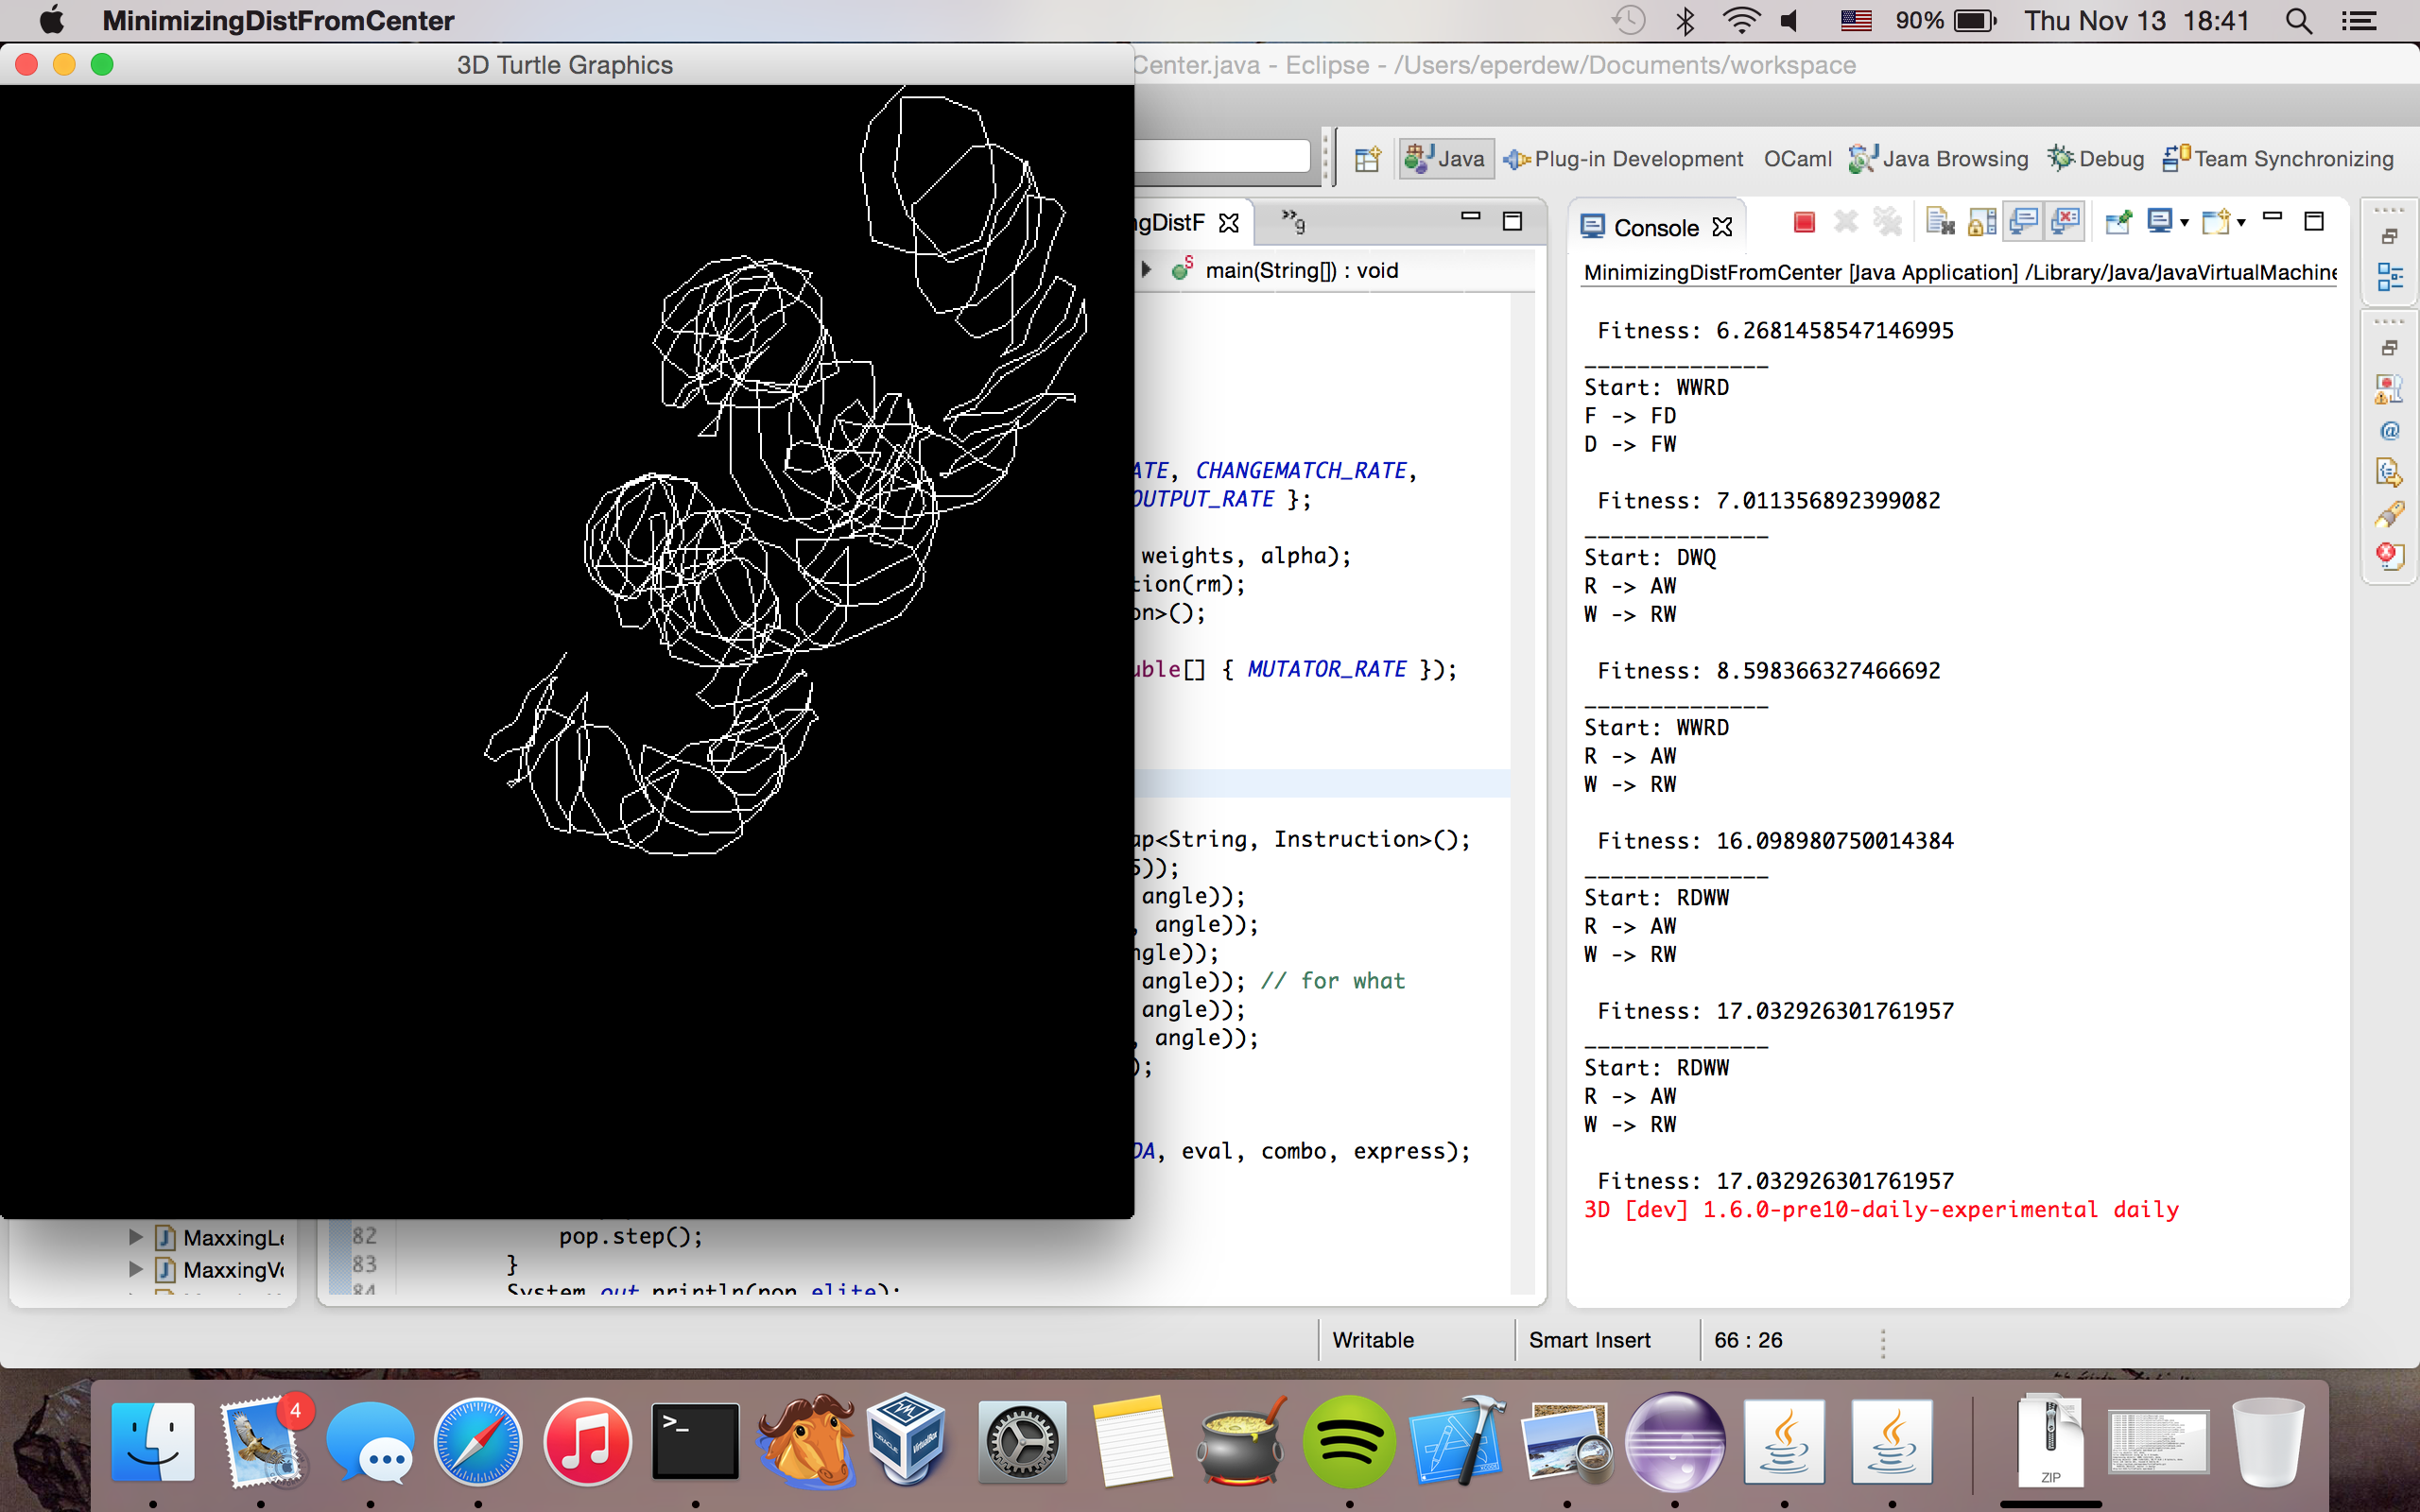 MinimizingDistFromCenter
90%
Thu Nov 13 18:41
3D Turtle Graphics
Center.java - Eclipse - /Users/eperdew/Documents/workspace
Java
Plug-in Development
OCaml
Java Browsing
Debug
Team Synchronizing
ngDistF
»9
main(String[]) : void
ATE, CHANGEMATCH_RATE,
OUTPUT_RATE };
weights, alpha);
tion(rm);
on>();
uble[] { MUTATOR_RATE });
ap<String, Instruction>();
5));
angle));
, angle));
ngle));
angle)); // for what
angle));
, angle));
);
DA, eval, combo, express);
82 pop.step();
83 }
84 System.out.println(pop.elite);
MaxxingLe
MaxxingVo
Console
MinimizingDistFromCenter [Java Application] /Library/Java/JavaVirtualMachine
Fitness: 6.2681458547146995
______________
Start: WWRD
F -> FD
D -> FW
Fitness: 7.011356892399082
______________
Start: DWQ
R -> AW
W -> RW
Fitness: 8.598366327466692
______________
Start: WWRD
R -> AW
W -> RW
Fitness: 16.098980750014384
______________
Start: RDWW
R -> AW
W -> RW
Fitness: 17.032926301761957
______________
Start: RDWW
R -> AW
W -> RW
Fitness: 17.032926301761957
3D [dev] 1.6.0-pre10-daily-experimental daily
Writable
Smart Insert
66 : 26
4
>_
ZIP